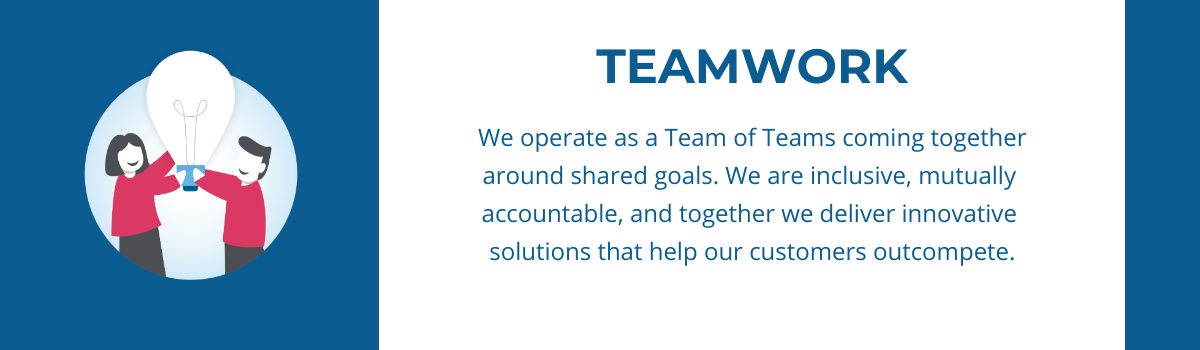 TEAMWORK
We operate as a Team of Teams coming together
around shared goals. We are inclusive, mutually
accountable, and together we deliver innovative
solutions that help our customers outcompete.